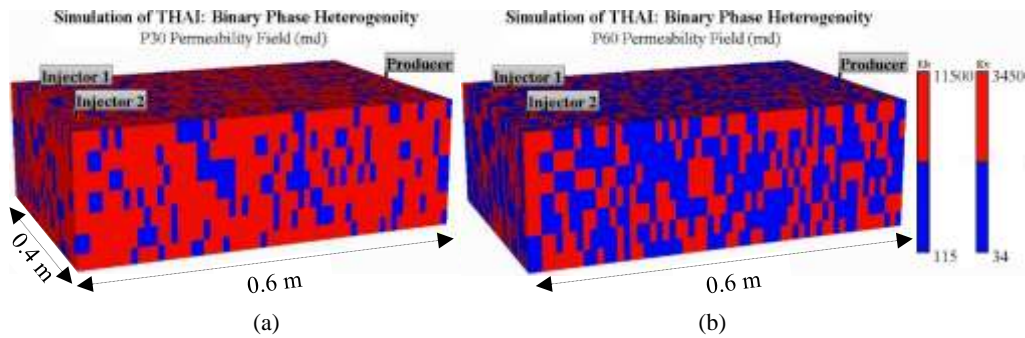 Simulation of THAI: Binary Phase Heterogeneity
P30 Permeability Field (md)
Injector 1
Injector 2
Producer
0.4 m
0.6 m
(a)
Simulation of THAI: Binary Phase Heterogeneity
P60 Permeability Field (md)
Injector 1
Injector 2
Producer
0.6 m
(b)
11500
3450
115
34